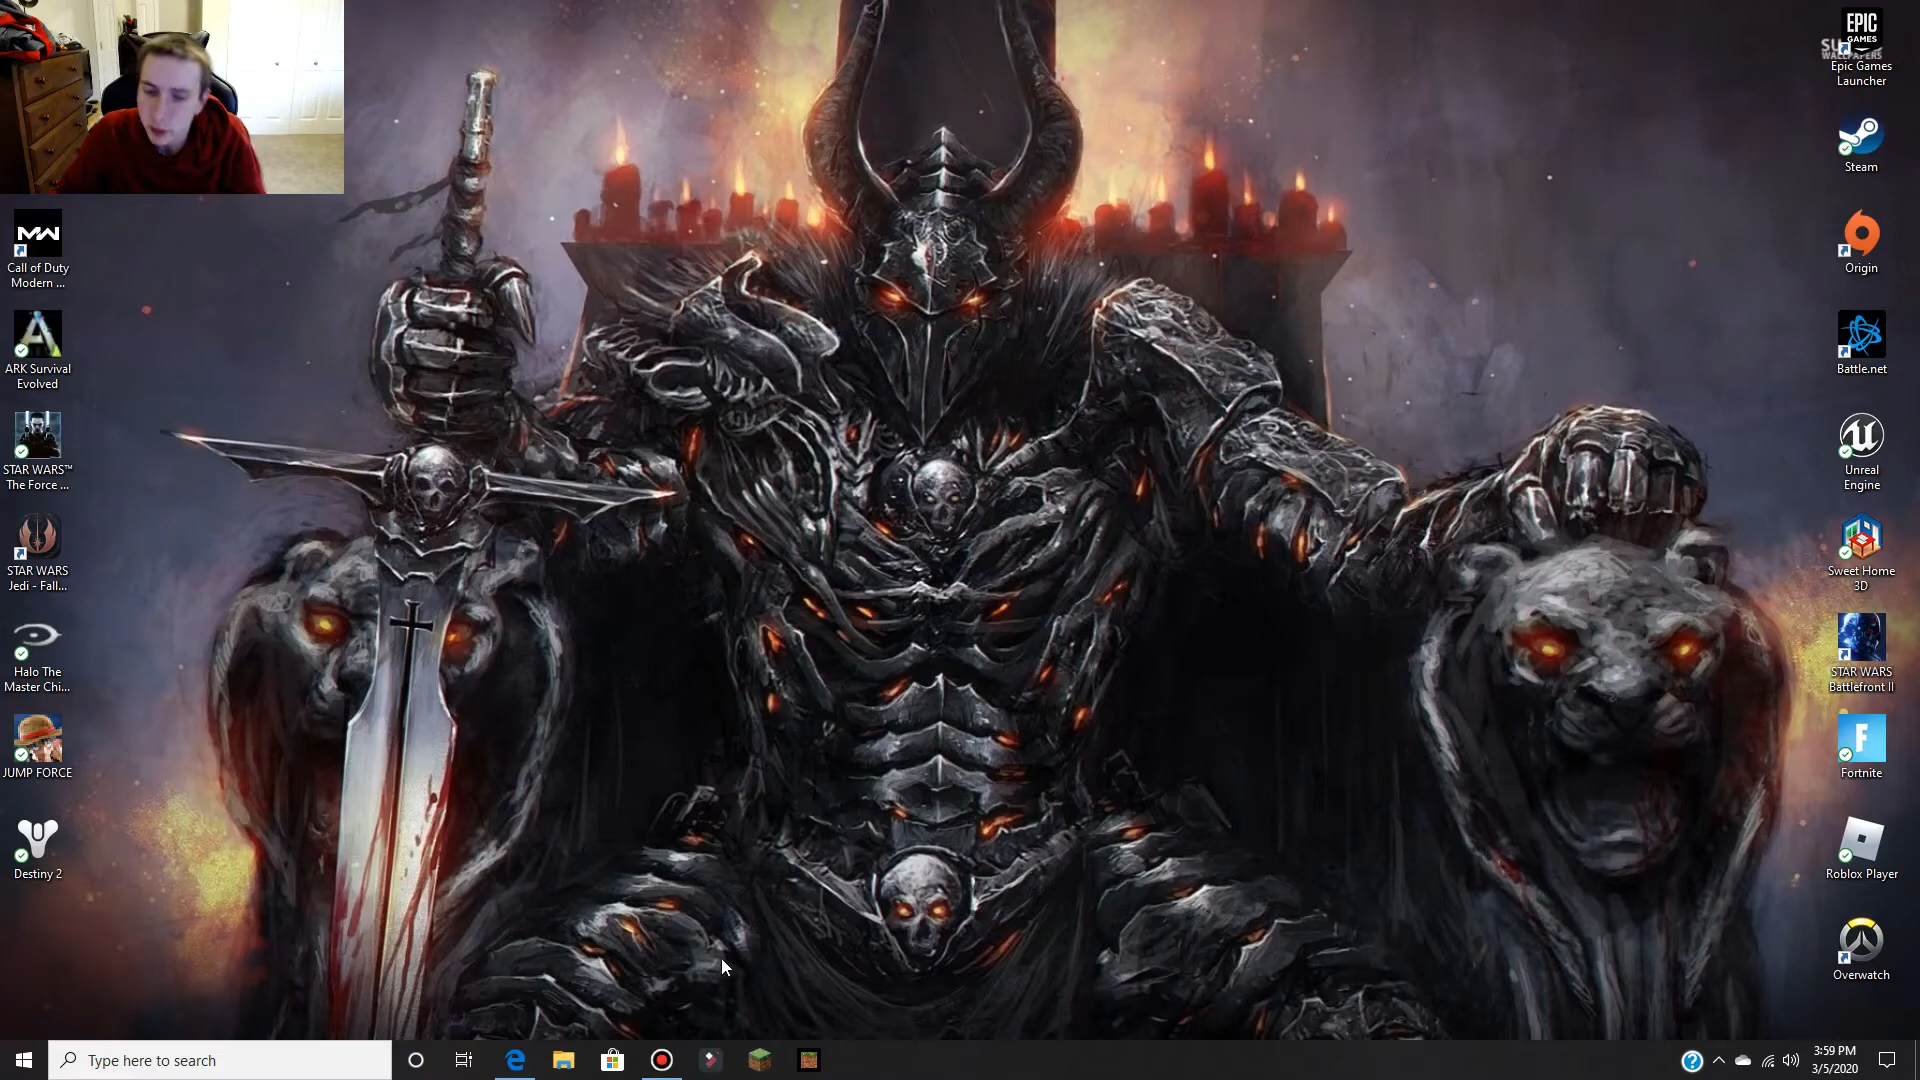 EPIC
GAMES
Epic Games
Launcher
Steam
Origin
Battle.net
Unreal
Engine
Sweet Home
3D
STAR WARS
Battlefront II
F
Fortnite
Roblox Player
Overwatch
MW
Call of Duty
Modern ...
ARK Survival
Evolved
STAR WARS™
The Force ...
STAR WARS
Jedi - Fall...
Halo The
Master Chi...
JUMP FORCE
Destiny 2
Type here to search
3:59 PM
3/5/2020